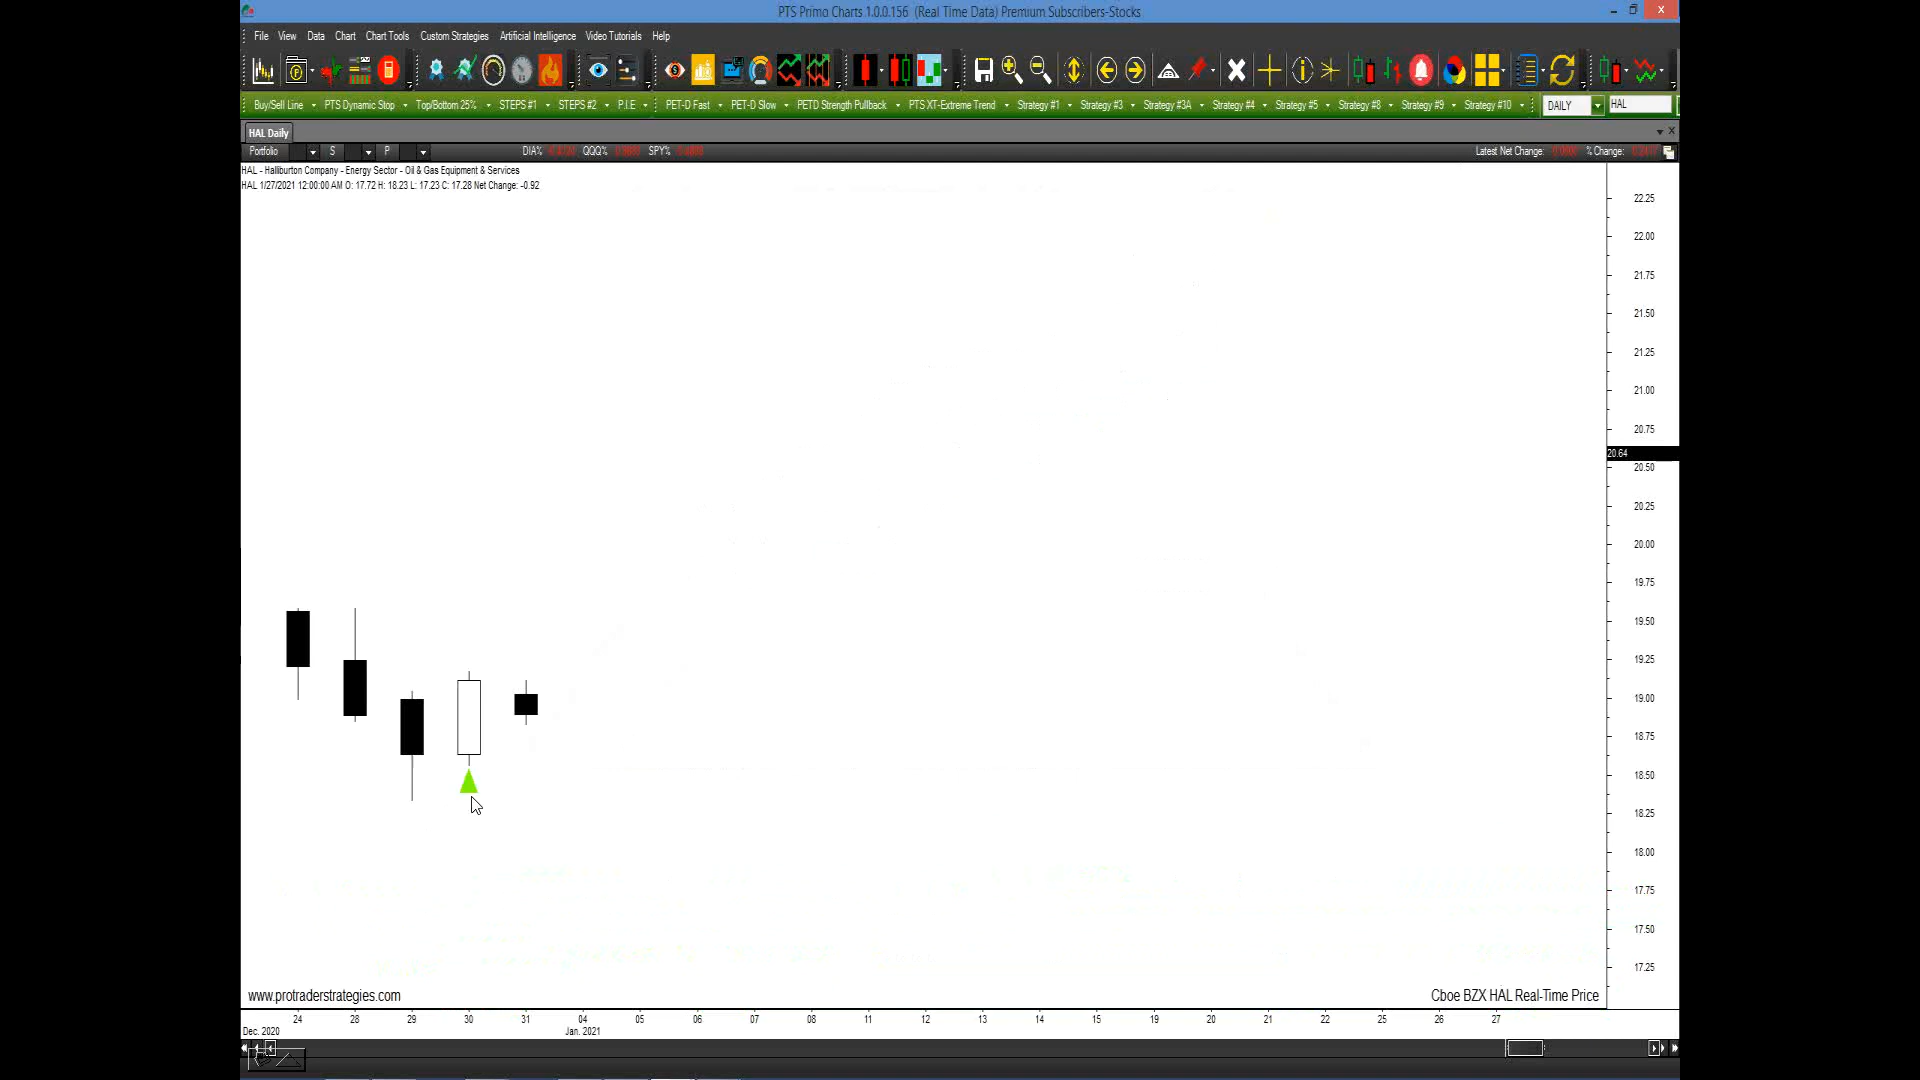 PTS Primo Charts 1.0.0.156 (Real Time Data) Premium Subscribers-Stocks
File View Data Chart Chart Tools Custom Strategies Artificial Intelligence Video Tutorials Help
Buy/Sell Line PTS Dynamic Stop Top/Bottom 25% STEPS #1 STEPS #2 P.I.E PET-D Fast PET-D Slow PETD Strength Pullback PTS XT-Extreme Trend Strategy #1 Strategy #3 Strategy #3A Strategy #4 Strategy #5 Strategy #8 Strategy #9 Strategy #10 DAILY HAL
HAL Daily
Portfolio S P DIA% QQQ% SPY% Latest Net Change: % Change:
HAL - Halliburton Company - Energy Sector - Oil & Gas Equipment & Services
HAL 1/27/2021 12:00:00 AM O: 17.72 H: 18.23 L: 17.23 C: 17.28 Net Change: -0.92
22.25
22.00
21.75
21.50
21.25
21.00
20.75
20.64
20.50
20.25
20.00
19.75
19.50
19.25
19.00
18.75
18.50
18.25
18.00
17.75
17.50
17.25
www.protraderstrategies.com
Cboe BZX HAL Real-Time Price
24 28 29 30 31 04 05 06 07 08 11 12 13 14 15 19 20 21 22 25 26 27
Dec. 2020 Jan. 2021